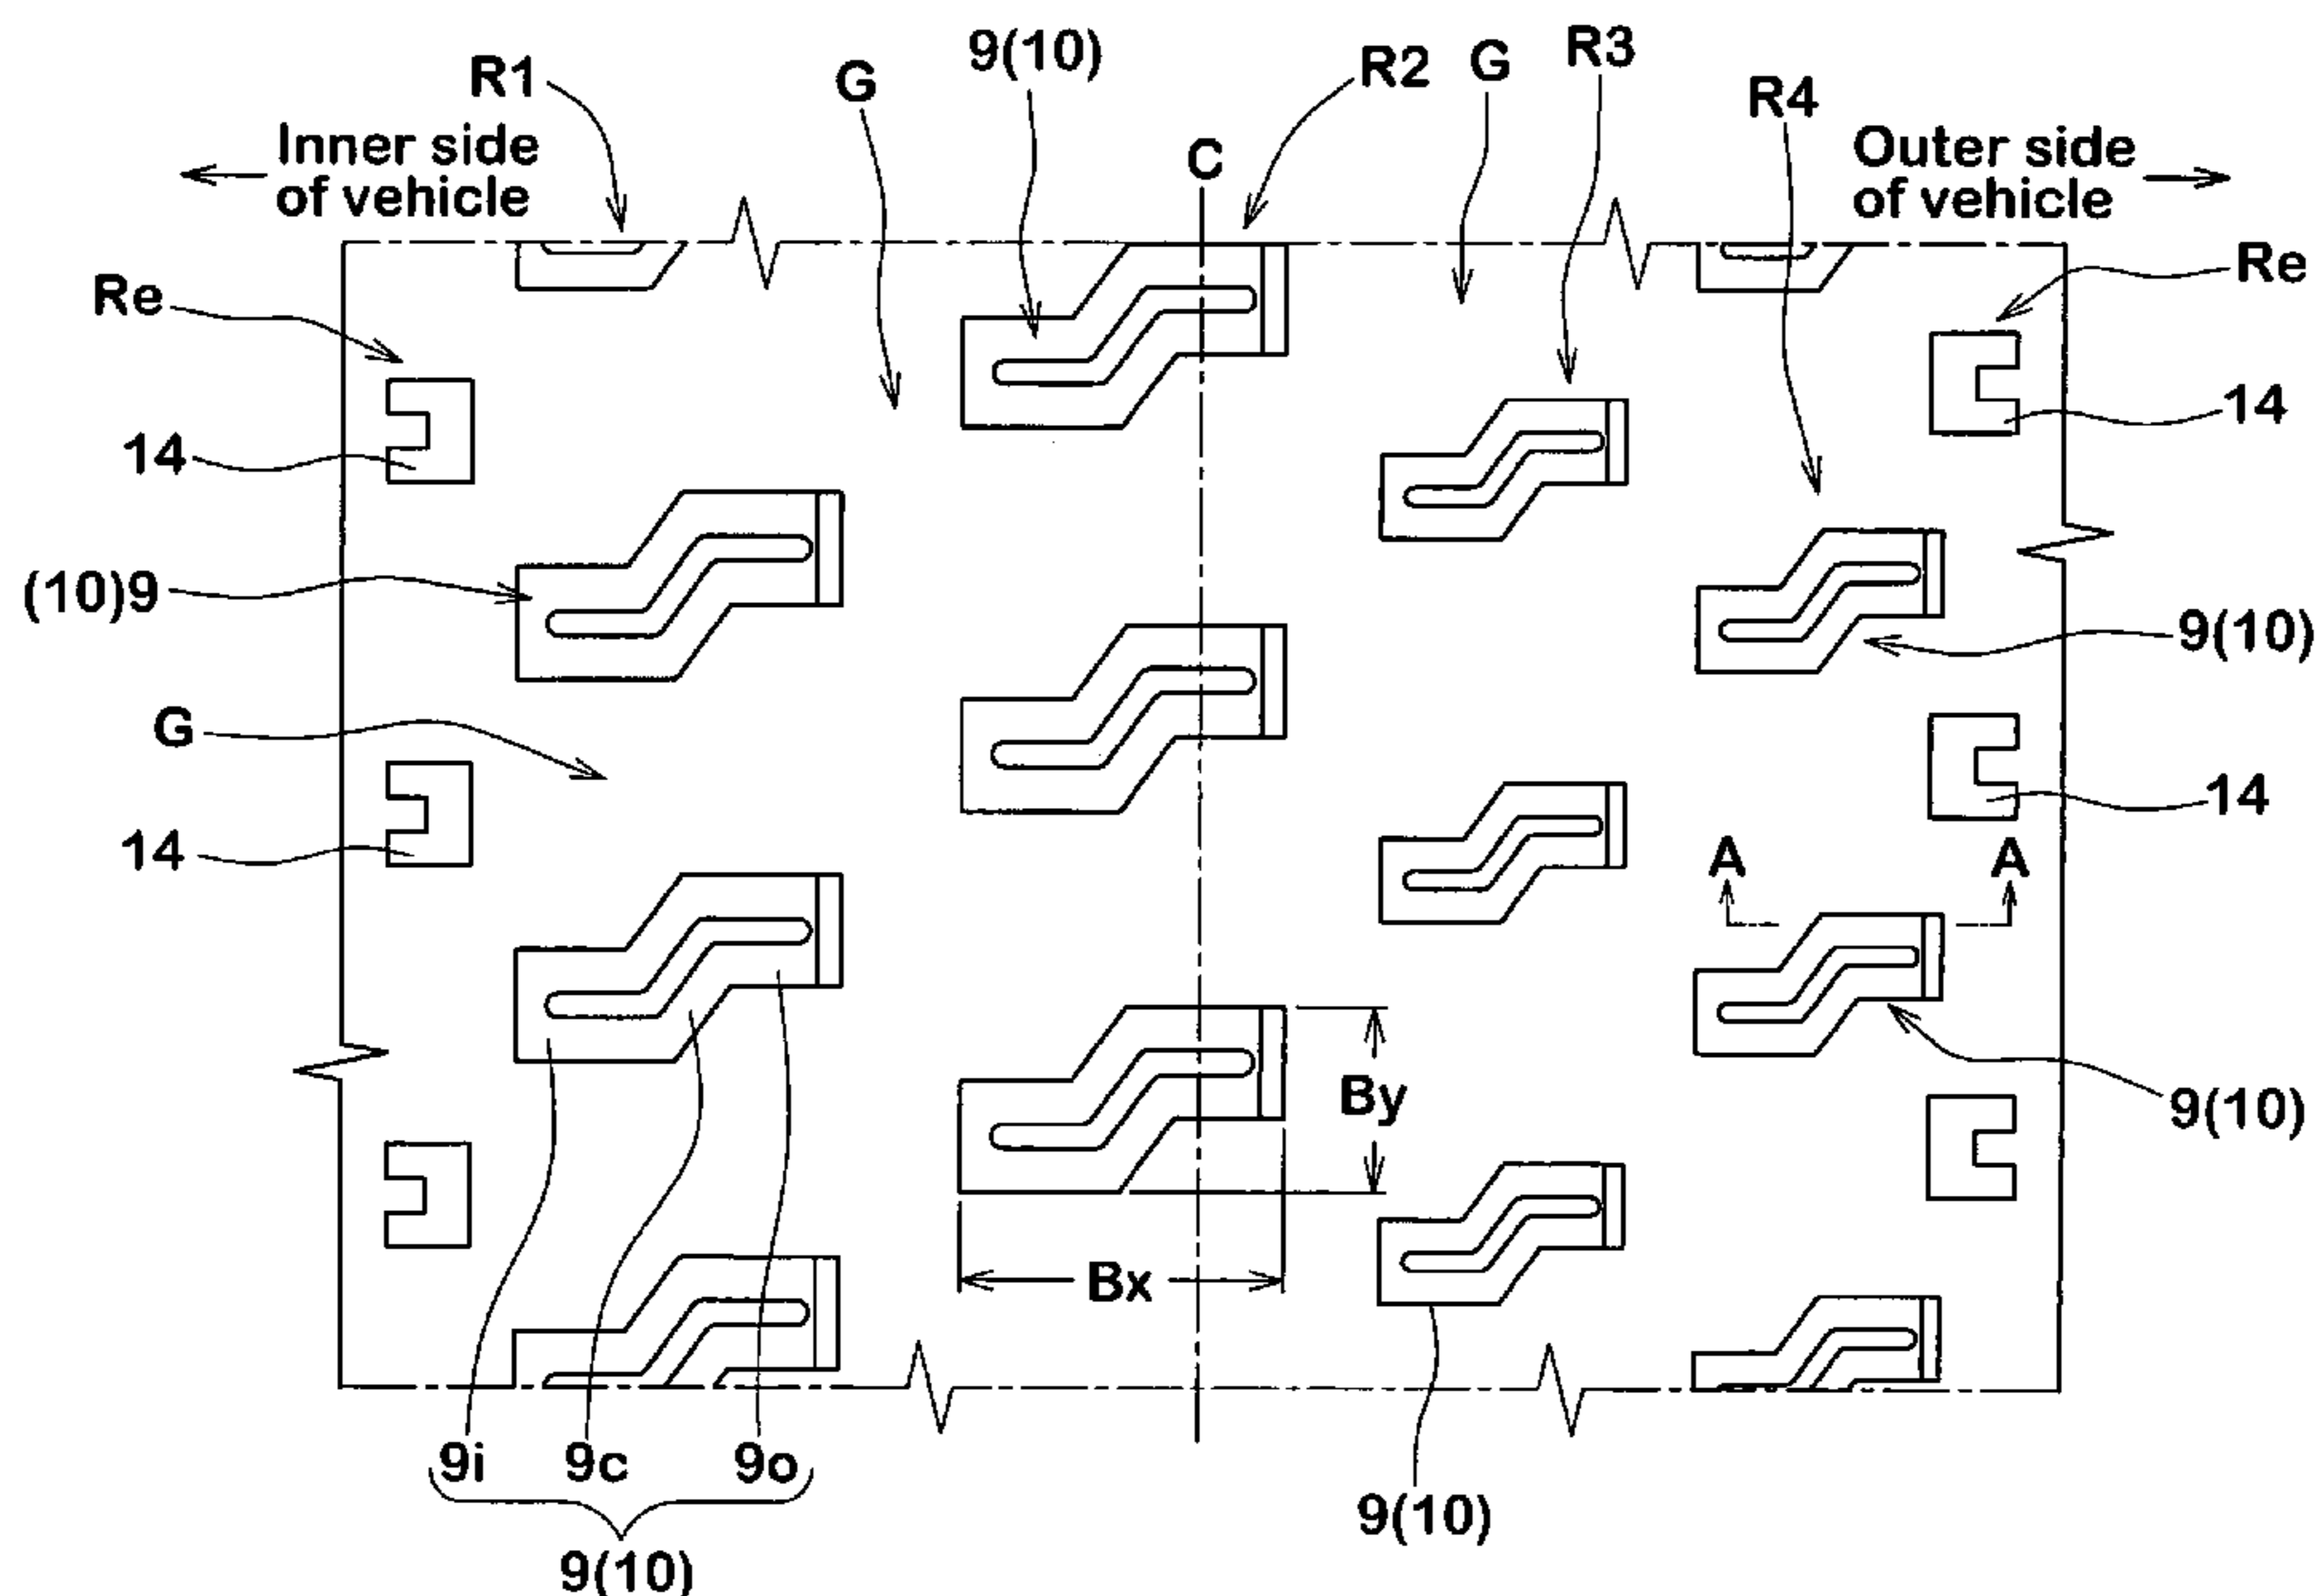 9(10)
R1
G
R2
G
R3
R4
Inner side
of vehicle
C
Outer side
of vehicle
Re
Re
14
14
(10)9
9(10)
G
14
14
A
A
By
9(10)
Bx
9i
9c
9o
9(10)
9(10)